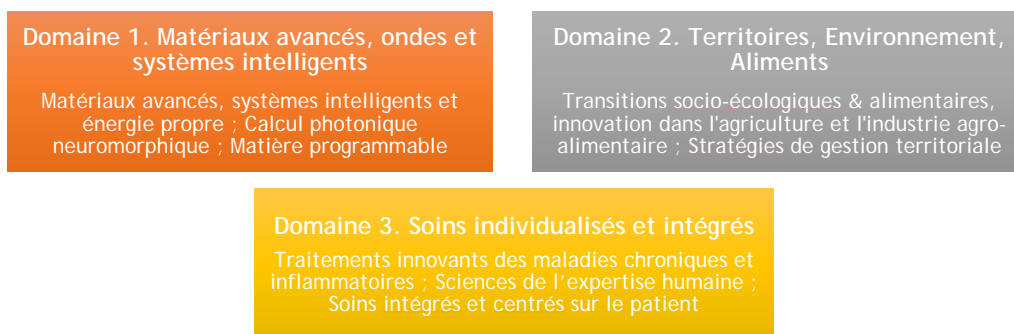 Domaine 1. Matériaux avancés, ondes et
systèmes intelligents
Matériaux avancés, systèmes intelligents et
énergie propre ; Calcul photonique
neuromorphique ; Matière programmable
Domaine 2. Territoires, Environnement,
Aliments
Transitions socio-écologiques & alimentaires,
innovation dans l'agriculture et l'industrie agro-
alimentaire ; Stratégies de gestion territoriale
Domaine 3. Soins individualisés et intégrés
Traitements innovants des maladies chroniques et
inflammatoires ; Sciences de l’expertise humaine ;
Soins intégrés et centrés sur le patient